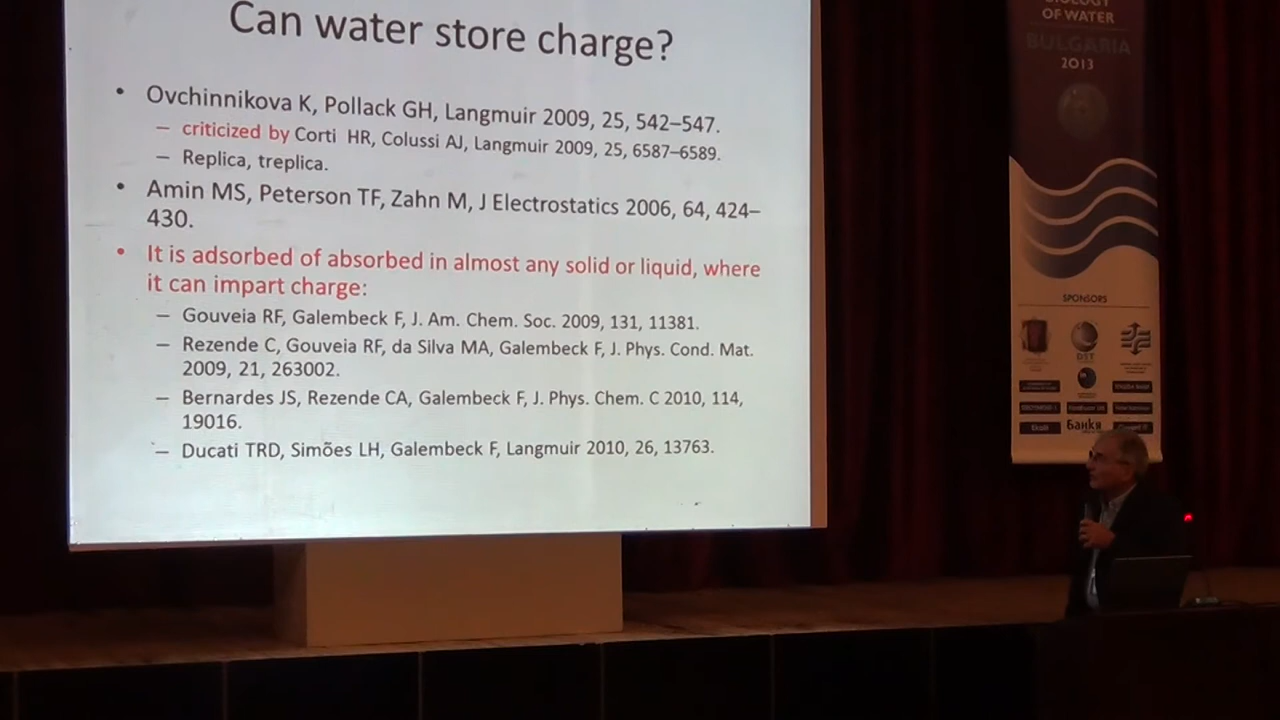 Can water store charge?
• Ovchinnikova K, Pollack GH, Langmuir 2009, 25, 542–547.
– criticized by Corti HR, Colussi AJ, Langmuir 2009, 25, 6587–6589.
– Replica, treplica.
• Amin MS, Peterson TF, Zahn M, J Electrostatics 2006, 64, 424–
430.
• It is adsorbed of absorbed in almost any solid or liquid, where
it can impart charge:
– Gouveia RF, Galembeck F, J. Am. Chem. Soc. 2009, 131, 11381.
– Rezende C, Gouveia RF, da Silva MA, Galembeck F, J. Phys. Cond. Mat.
2009, 21, 263002.
– Bernardes JS, Rezende CA, Galembeck F, J. Phys. Chem. C 2010, 114,
19016.
– Ducati TRD, Simões LH, Galembeck F, Langmuir 2010, 26, 13763.
OF WATER
BULGARIA
2013
SPONSORS
DST
Банкя